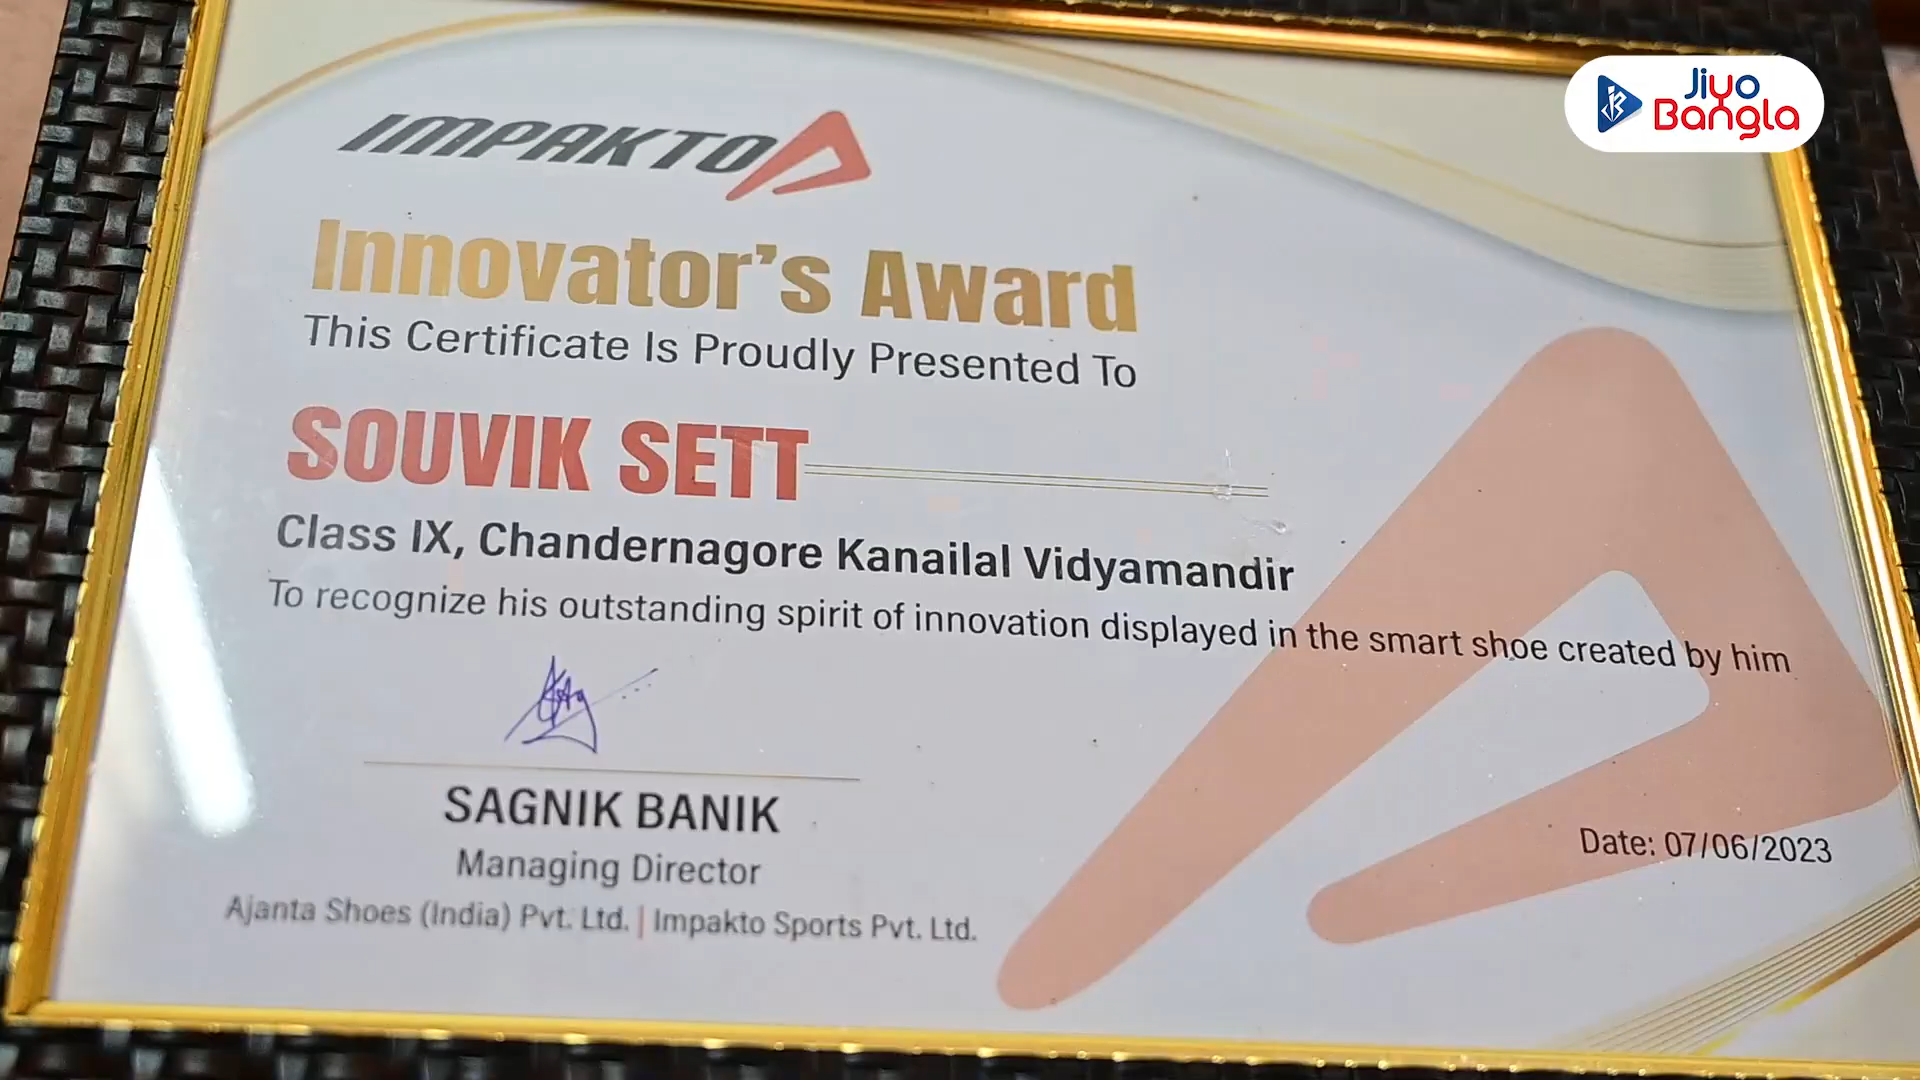 Jiyo
Bangla
IMPAKTO
Innovator's Award
This Certificate Is Proudly Presented To
SOUVIK SETT
Class IX, Chandernagore Kanailal Vidyamandir
To recognize his outstanding spirit of innovation displayed in the smart shoe created by him
SAGNIK BANIK
Managing Director
Ajanta Shoes (India) Pvt. Ltd. | Impakto Sports Pvt. Ltd.
Date: 07/06/2023